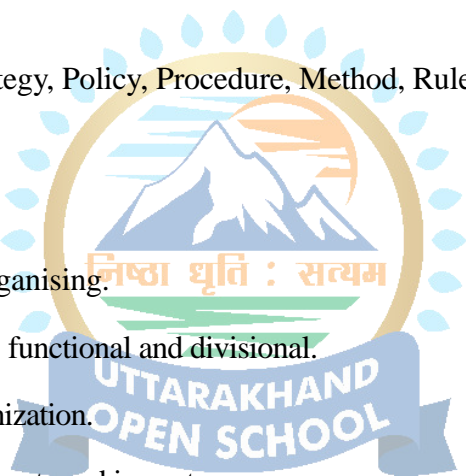 tegy, Policy, Procedure, Method, Rule
ganising.
निष्ठा धृति : सत्यम
functional and divisional.
UTTARAKHAND
nization.
OPEN SCHOOL